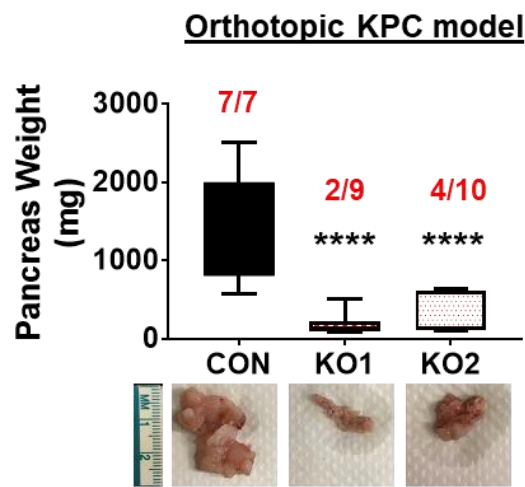 Orthotopic KPC model
Pancreas Weight
(mg)
3000
2000
1000
0
7/7
2/9
4/10
****
****
CON
KO1
KO2
MM
1
2